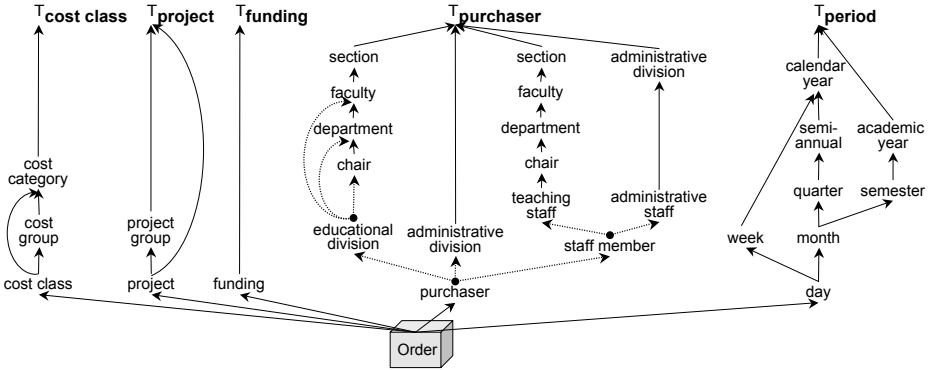 ⊤cost class
⊤project
⊤funding
⊤purchaser
⊤period
section
section
administrative
division
calendar
year
faculty
faculty
department
department
semi-
annual
academic
year
chair
chair
cost
category
teaching
staff
administrative
staff
quarter
semester
cost
group
project
group
educational
division
administrative
division
staff member
week
month
cost class
project
funding
purchaser
day
Order